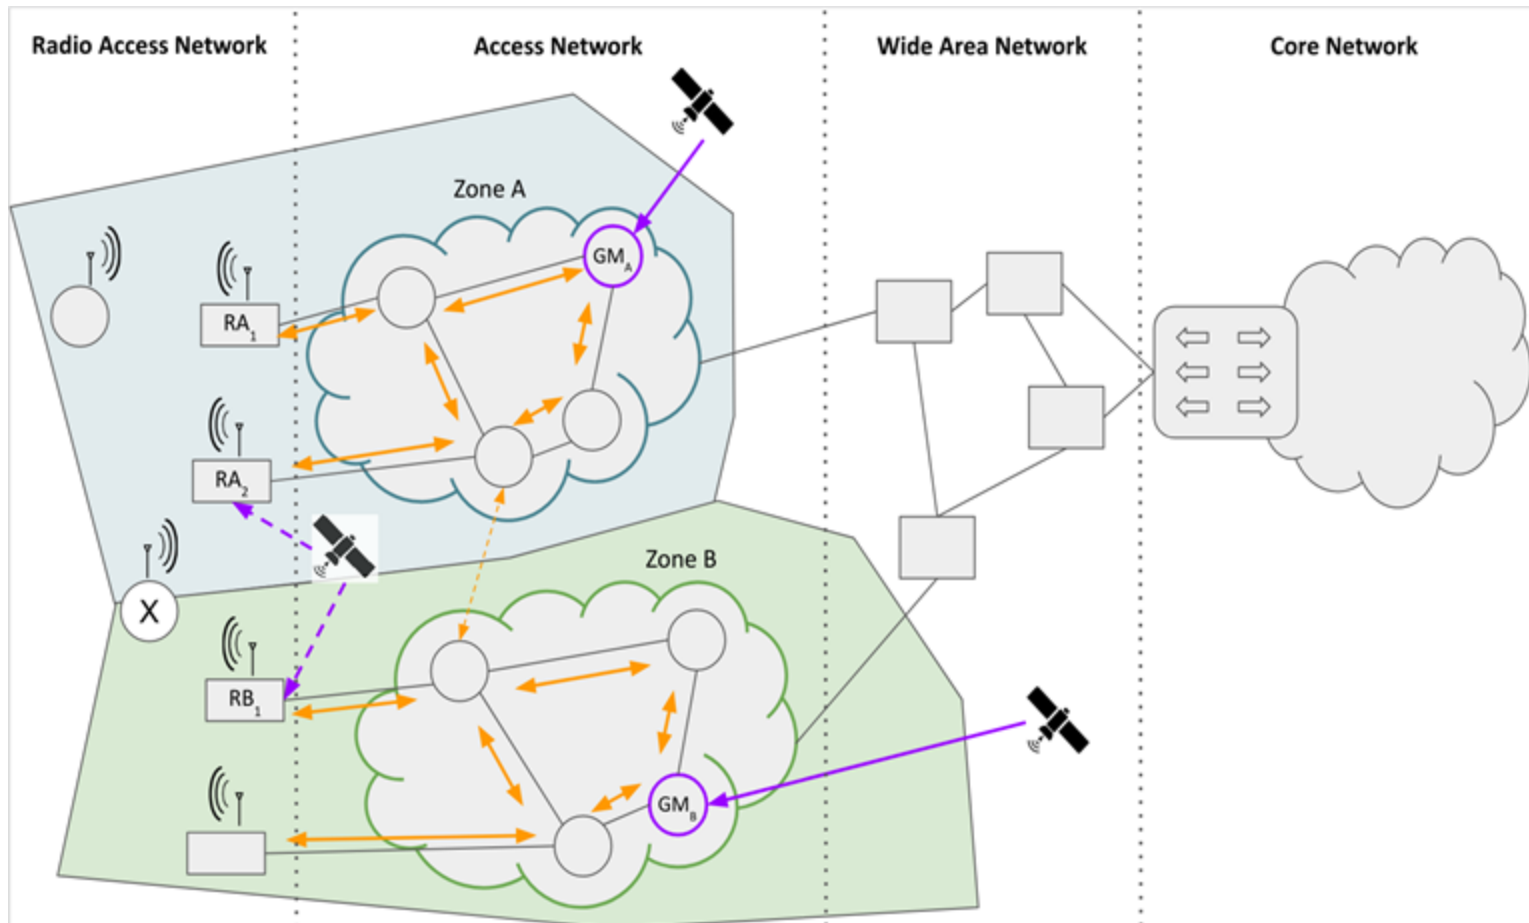 Radio Access Network
Access Network
Wide Area Network
Core Network
Zone A
GMA
RA1
RA2
Zone B
X
RB1
GMB